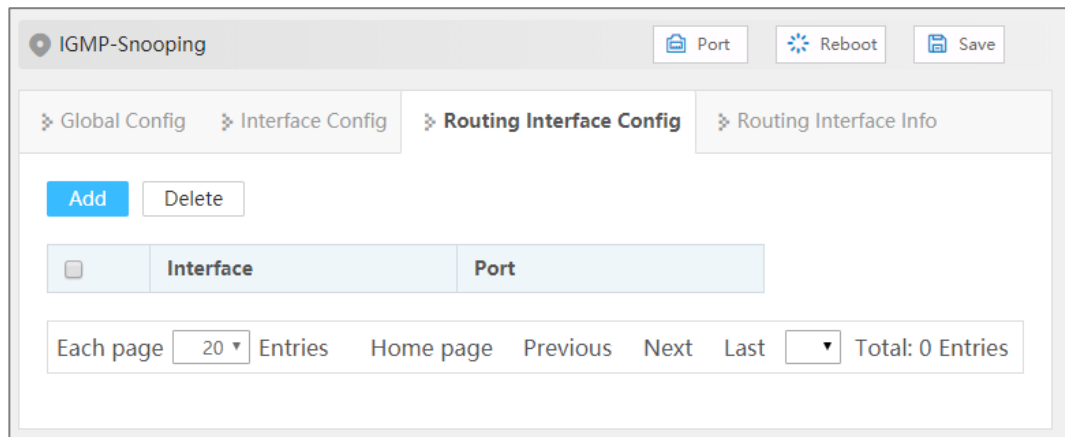 IGMP-Snooping Port Reboot Save
Global Config Interface Config Routing Interface Config Routing Interface Info
Add Delete
Interface Port
Each page 20 Entries Home page Previous Next Last Total: 0 Entries